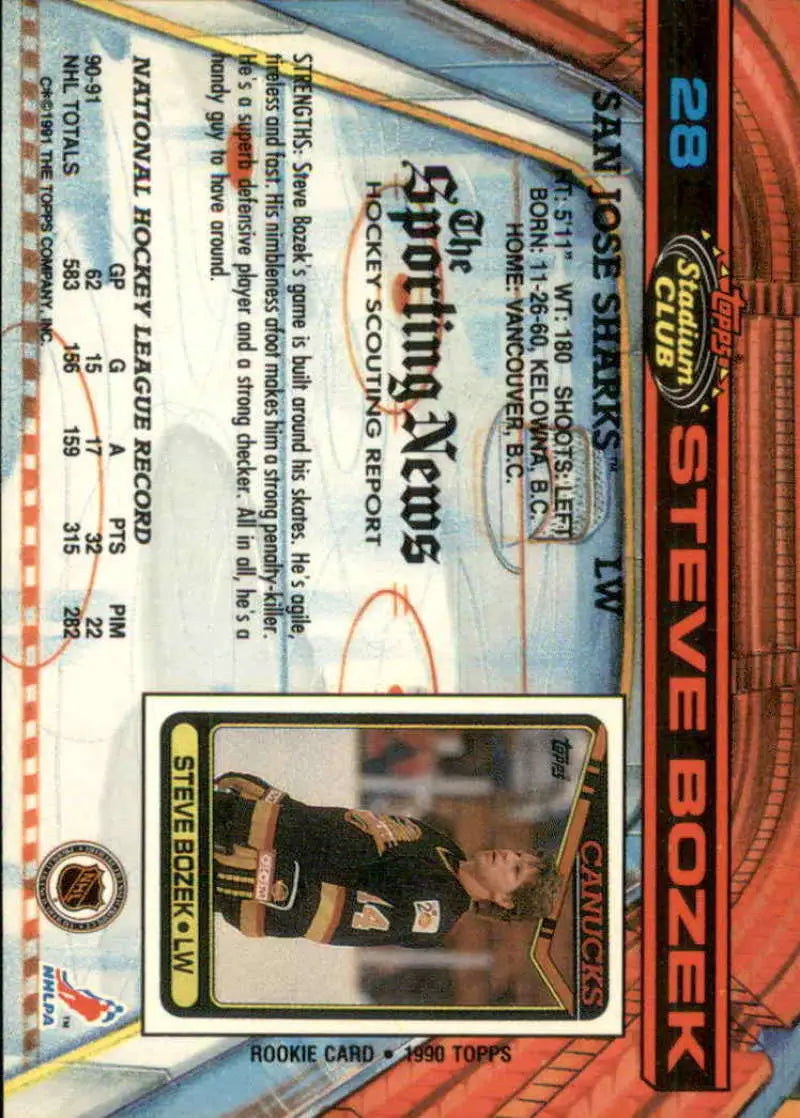 28
Topps®
Stadium
CLUB
STEVE BOZEK
SAN JOSE SHARKS™ LW
HT: 5'11" WT: 180 SHOOTS: LEFT
BORN: 11-26-60, KELOWNA, B.C.
HOME: VANCOUVER, B.C.
The
Sporting News
HOCKEY SCOUTING REPORT
STRENGTHS: Steve Bozek's game is built around his skates. He's agile,
tireless and fast. His nimbleness afoot makes him a strong penalty-killer.
he's a superb defensive player and a strong checker. All in all, he's a
handy guy to have around.
NATIONAL HOCKEY LEAGUE RECORD
GP G A PTS PIM
90-91 62 15 17 32 22
NHL TOTALS 583 156 159 315 282
©1991 THE TOPPS COMPANY, INC.
topps
CANUCKS
14
STEVE BOZEK • LW
ROOKIE CARD • 1990 TOPPS
NHL
NHLPA™